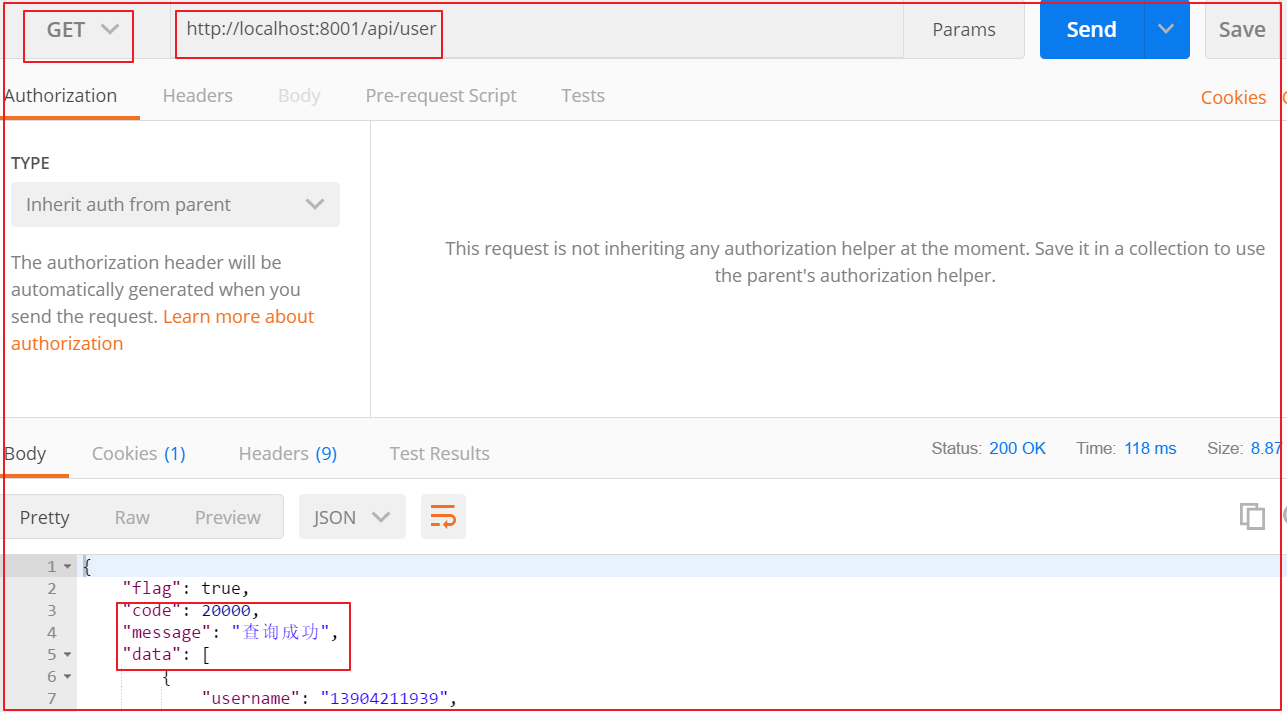 GET http://localhost:8001/api/user Params Send Save
Authorization Headers Body Pre-request Script Tests Cookies
TYPE
Inherit auth from parent
The authorization header will be
automatically generated when you
send the request. Learn more about
authorization
This request is not inheriting any authorization helper at the moment. Save it in a collection to use
the parent's authorization helper.
Body Cookies (1) Headers (9) Test Results Status: 200 OK Time: 118 ms Size: 8.87
Pretty Raw Preview JSON
1 {
2 "flag": true,
3 "code": 20000,
4 "message": "查询成功",
5 "data": [
6 {
7 "username": "13904211939",